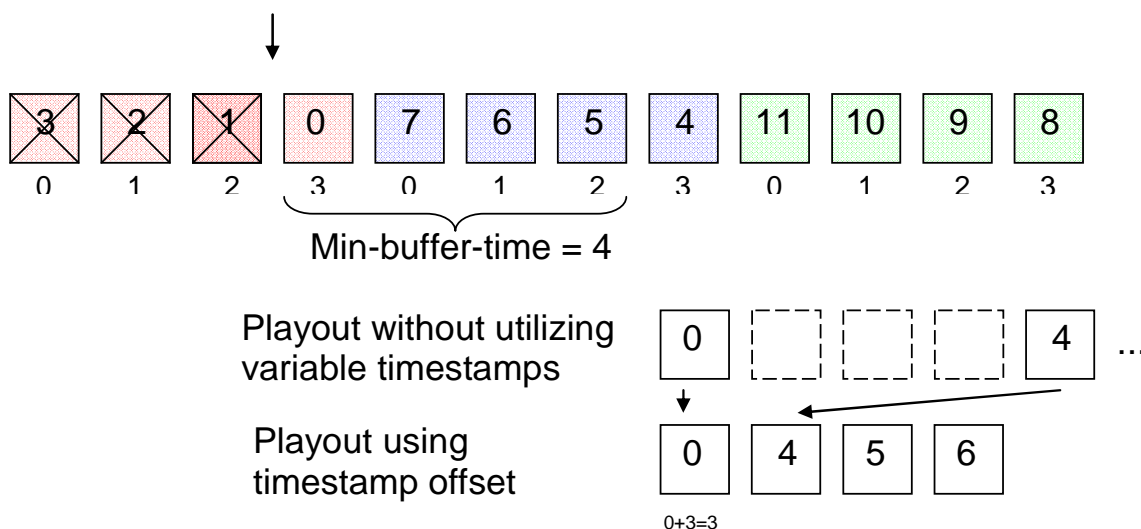 3 2 1 0 7 6 5 4 11 10 9 8
0 1 2 3 0 1 2 3 0 1 2 3
Min-buffer-time = 4
Playout without utilizing
variable timestamps
0 4 ...
Playout using
timestamp offset
0 4 5 6
0+3=3